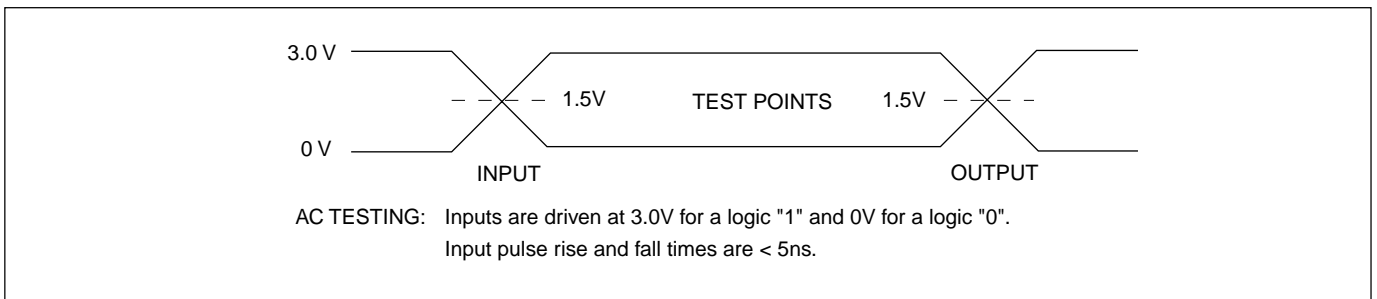 3.0 V
1.5V TEST POINTS 1.5V
0 V
INPUT OUTPUT
AC TESTING: Inputs are driven at 3.0V for a logic "1" and 0V for a logic "0".
Input pulse rise and fall times are < 5ns.